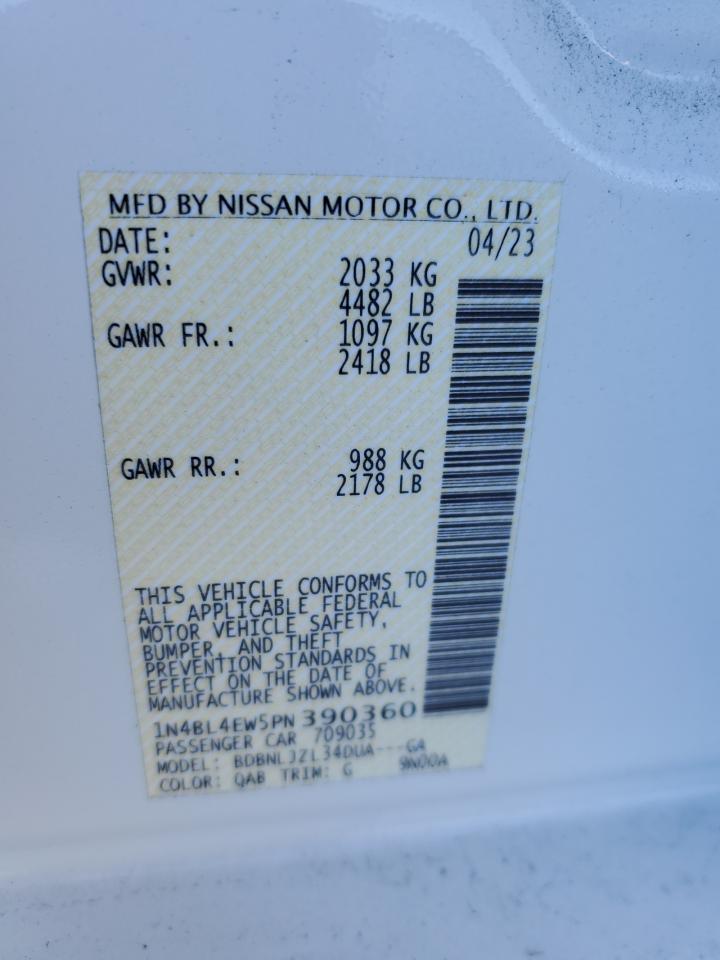 MFD BY NISSAN MOTOR CO., LTD.
DATE: 04/23
GVWR: 2033 KG
4482 LB
GAWR FR.: 1097 KG
2418 LB
GAWR RR.: 988 KG
2178 LB
THIS VEHICLE CONFORMS TO
ALL APPLICABLE FEDERAL
MOTOR VEHICLE SAFETY,
BUMPER, AND THEFT
PREVENTION STANDARDS IN
EFFECT ON THE DATE OF
MANUFACTURE SHOWN ABOVE.
1N4BL4EW5PN390360
PASSENGER CAR 709035
MODEL: BDBNLJZL34DUA---GA
COLOR: QAB TRIM: G